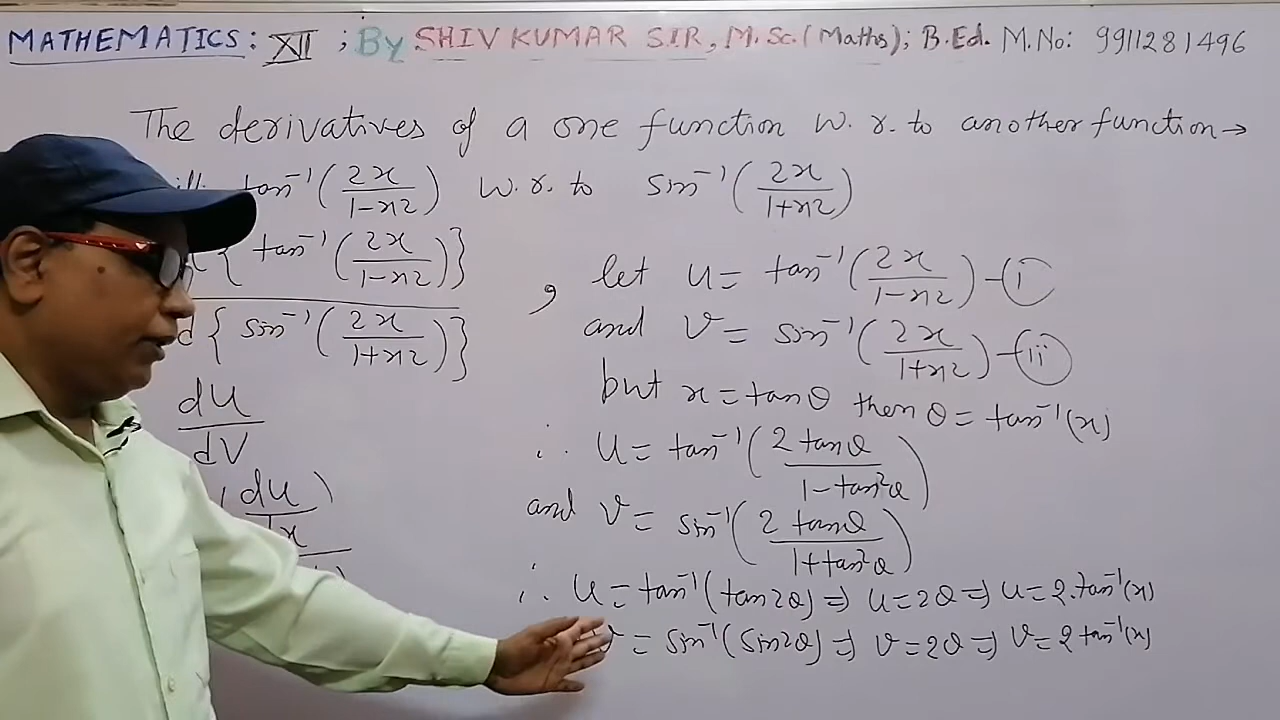 MATHEMATICS: XII ; By SHIV KUMAR SIR, M.Sc.(Maths); B.Ed. M.No: 9911281496
The derivatives of a one function w.r.to another function→
tan⁻¹(2x/1-x2) w.r.to sin⁻¹(2x/1+x2)
{tan⁻¹(2x/1-x2)}
d{sin⁻¹(2x/1+x2)}
du/dV
(du/dx)
, let u= tan⁻¹(2x/1-x2)-(i)
and v= sin⁻¹(2x/1+x2)-(ii)
but x=tanθ then θ=tan⁻¹(x)
∴ u=tan⁻¹(2tanθ/1-tan²θ)
and v= sin⁻¹(2tanθ/1+tan²θ)
∴ u=tan⁻¹(tan2θ)⇒ u=2θ⇒ u=2.tan⁻¹(x)
v=sin⁻¹(sin2θ)⇒ v=2θ⇒ v=2tan⁻¹(x)